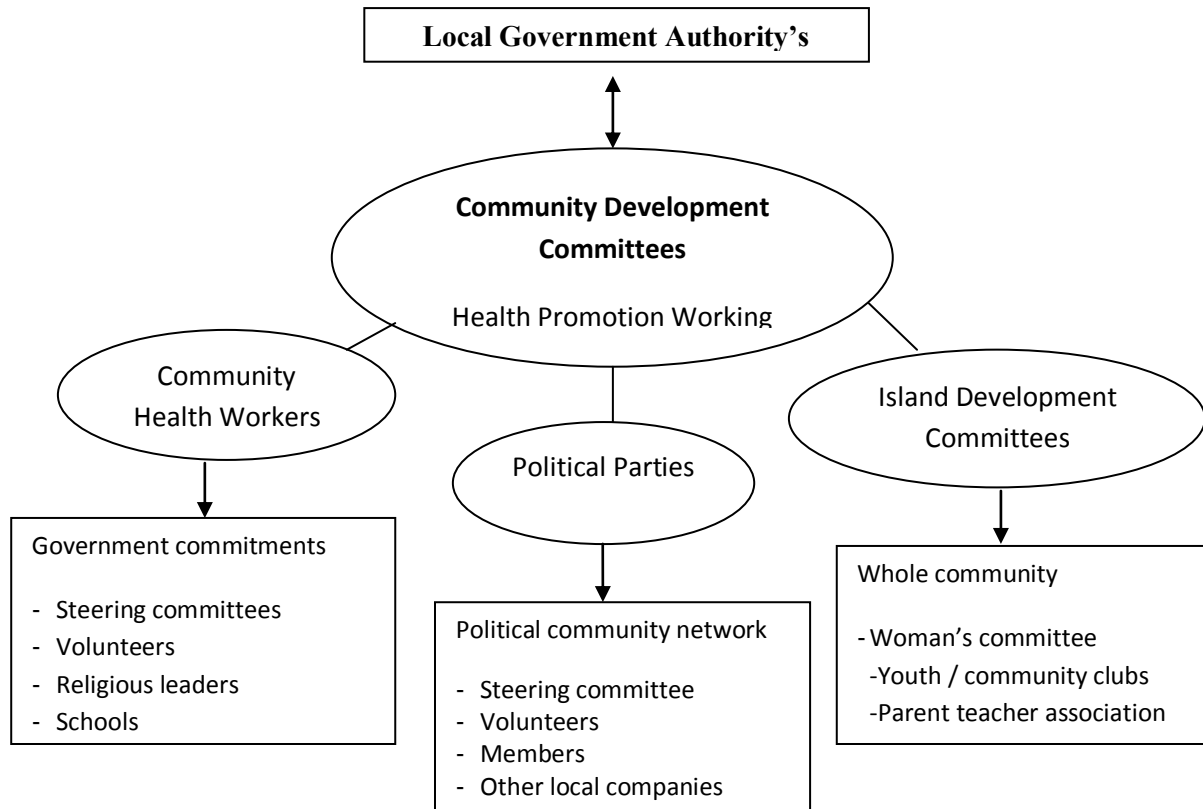 Local Government Authority's
Community Development
Committees
Health Promotion Working
Community
Health Workers
Political Parties
Island Development
Committees
Government commitments
- Steering committees
- Volunteers
- Religious leaders
- Schools
Political community network
- Steering committee
- Volunteers
- Members
- Other local companies
Whole community
- Woman's committee
-Youth / community clubs
-Parent teacher association